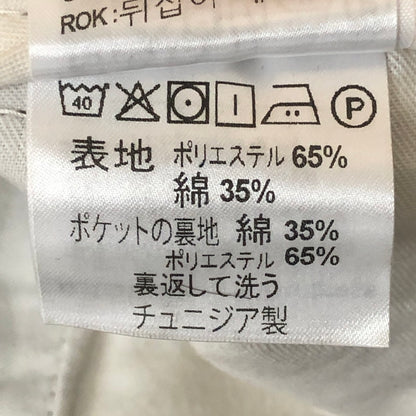 ROK:뒤집어
40
P
表地 ポリエステル 65%
綿 35%
ポケットの裏地 綿 35%
ポリエステル 65%
裏返して洗う
チュニジア製